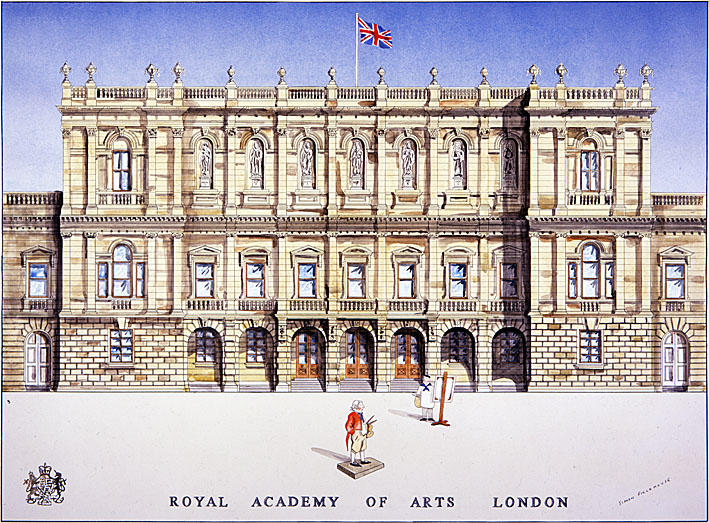 SIMON FIELDHOUSE
ROYAL ACADEMY OF ARTS LONDON